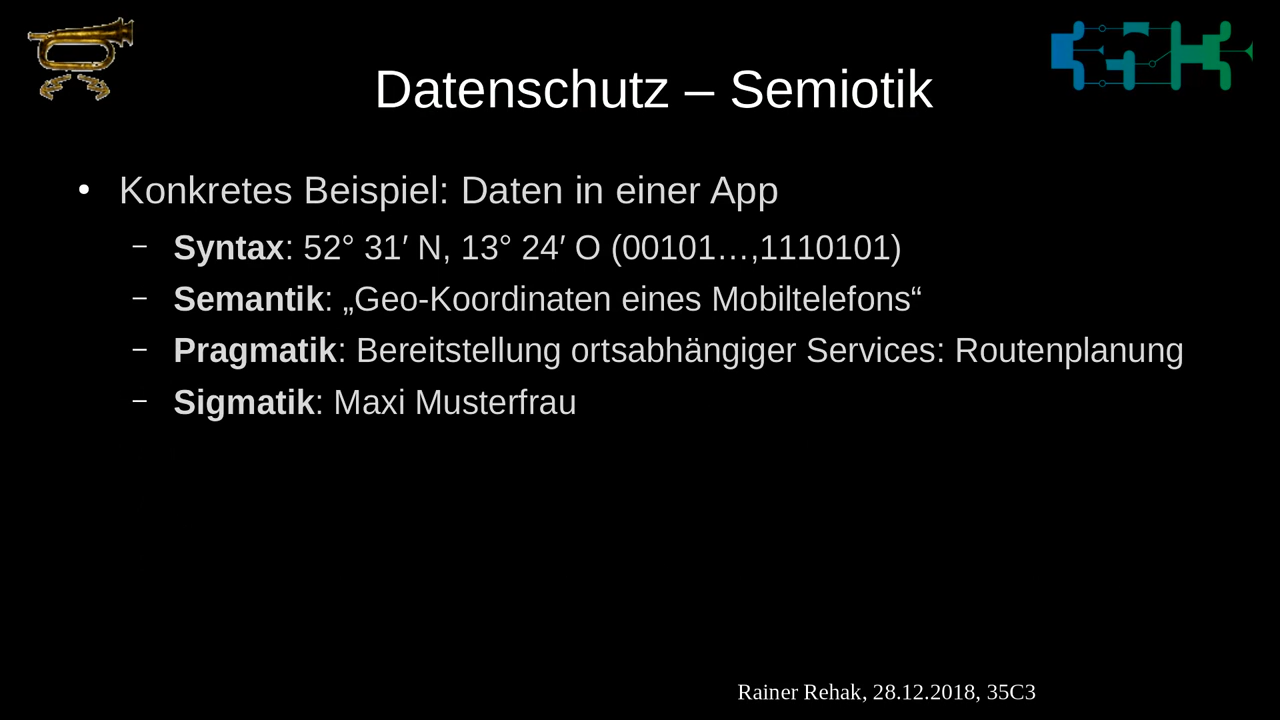 Datenschutz – Semiotik
• Konkretes Beispiel: Daten in einer App
– Syntax: 52° 31′ N, 13° 24′ O (00101…,1110101)
– Semantik: „Geo-Koordinaten eines Mobiltelefons“
– Pragmatik: Bereitstellung ortsabhängiger Services: Routenplanung
– Sigmatik: Maxi Musterfrau
Rainer Rehak, 28.12.2018, 35C3